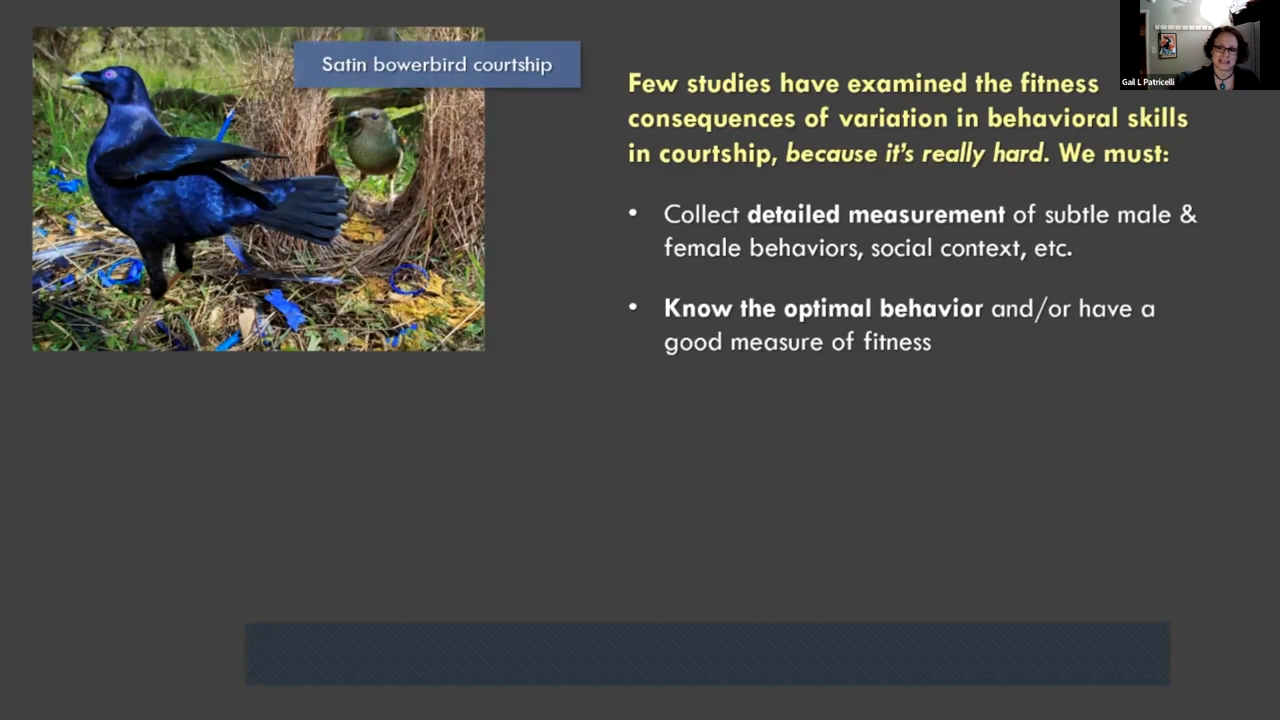 Satin bowerbird courtship
Few studies have examined the fitness
consequences of variation in behavioral skills
in courtship, because it's really hard. We must:
• Collect detailed measurement of subtle male &
female behaviors, social context, etc.
• Know the optimal behavior and/or have a
good measure of fitness
Gail L Patricelli